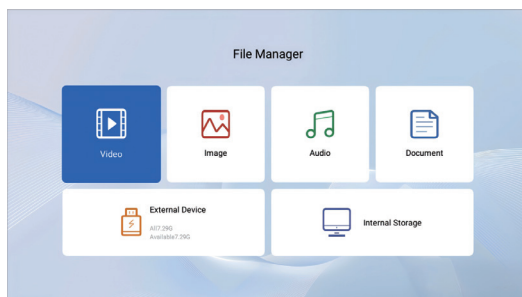 File Manager
Video
Image
Audio
Document
External Device
All7.29G
Available7.29G
Internal Storage